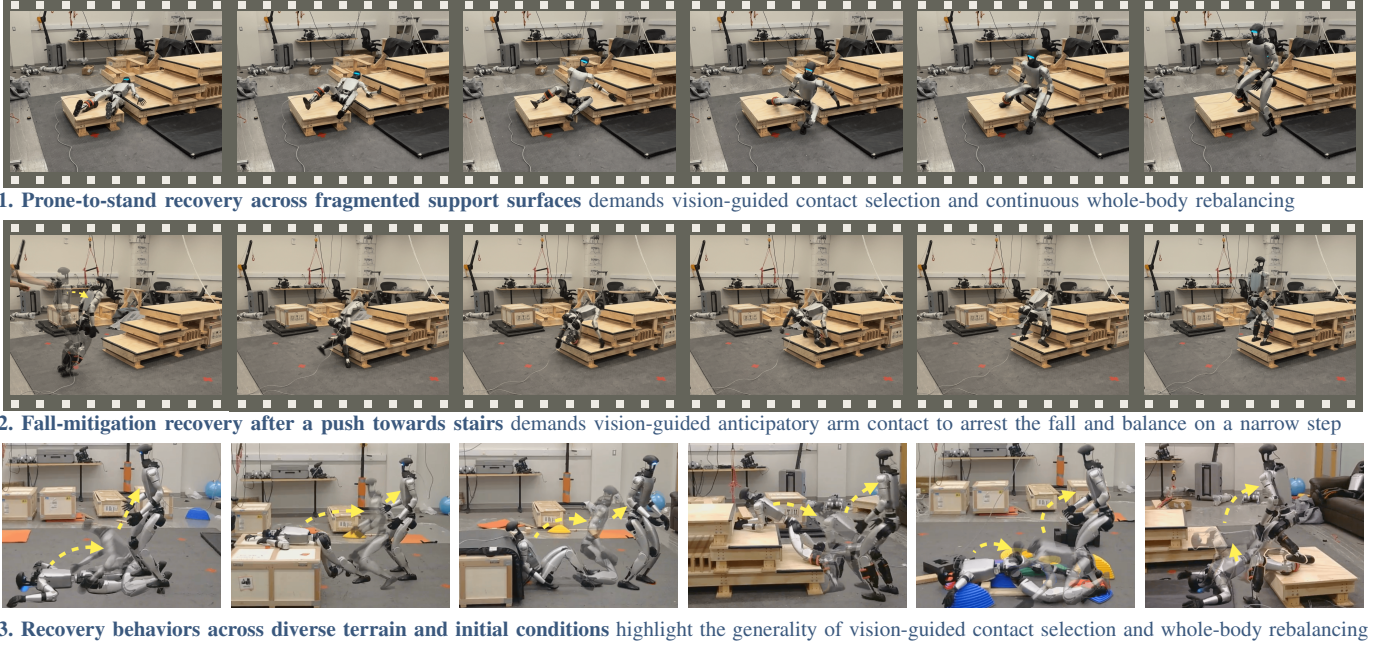 1. Prone-to-stand recovery across fragmented support surfaces demands vision-guided contact selection and continuous whole-body rebalancing
2. Fall-mitigation recovery after a push towards stairs demands vision-guided anticipatory arm contact to arrest the fall and balance on a narrow step
3. Recovery behaviors across diverse terrain and initial conditions highlight the generality of vision-guided contact selection and whole-body rebalancing